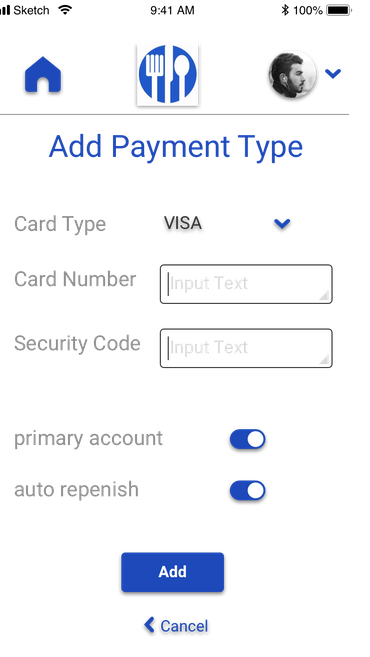 Sketch 9:41 AM 100%
Add Payment Type
Card Type VISA
Card Number Input Text
Security Code Input Text
primary account
auto repenish
Add
Cancel